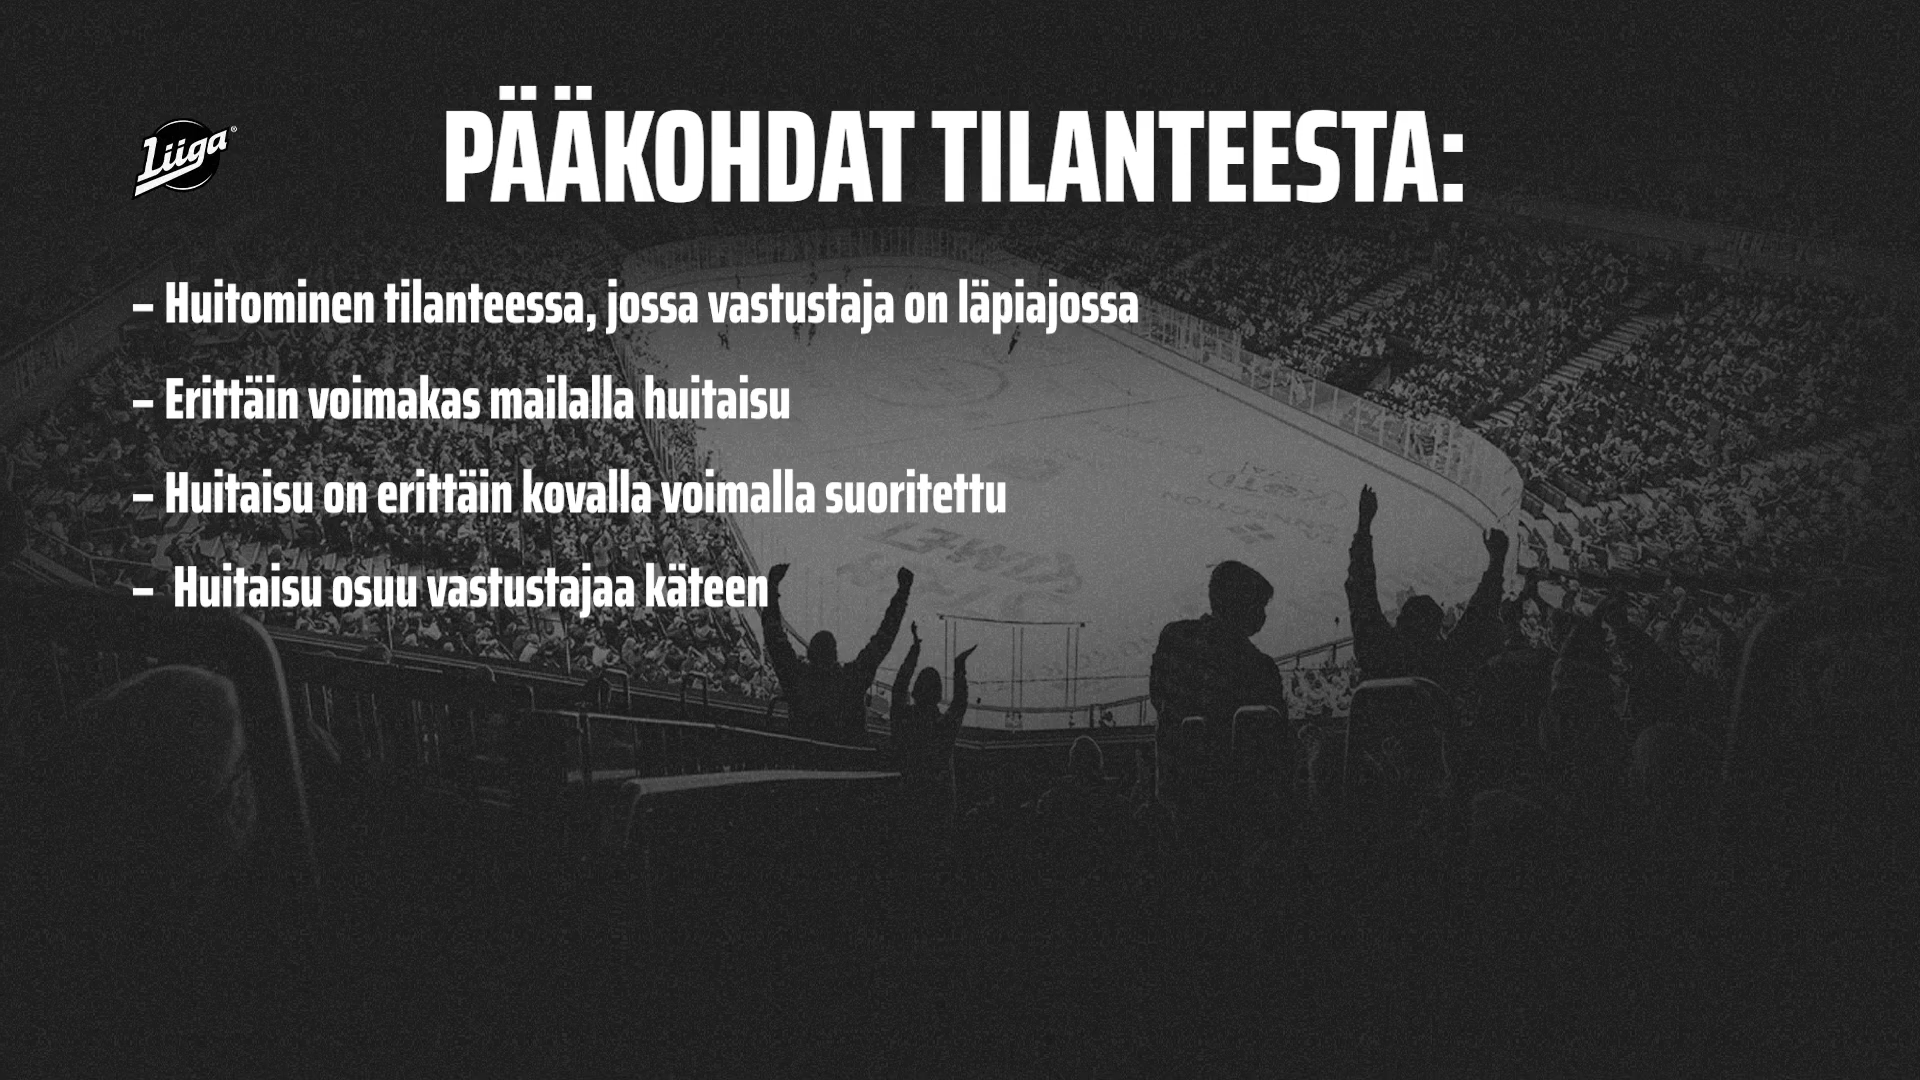 Liiga®
PÄÄKOHDAT TILANTEESTA:
– Huitominen tilanteessa, jossa vastustaja on läpiajossa
– Erittäin voimakas mailalla huitaisu
– Huitaisu on erittäin kovalla voimalla suoritettu
– Huitaisu osuu vastustajaa käteen